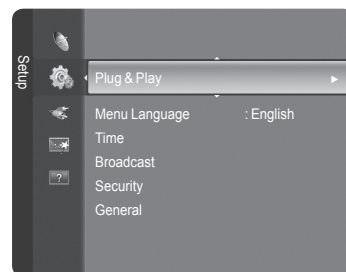 Setup
Plug & Play
Menu Language : English
Time
Broadcast
Security
General
?